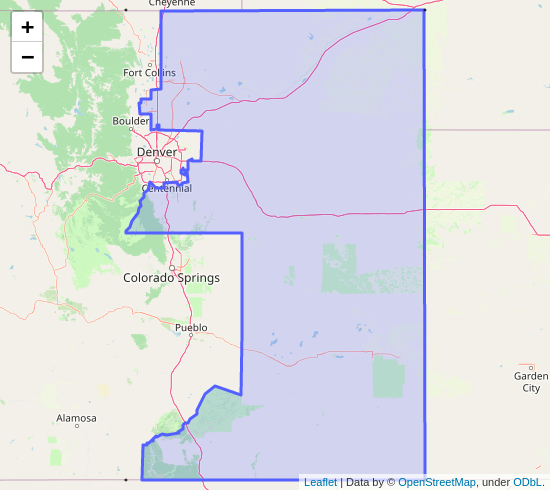 Cheyenne
+
−
Fort Collins
Boulder
Denver
Centennial
Colorado Springs
Pueblo
Garden
City
Alamosa
Leaflet | Data by © OpenStreetMap, under ODbL.